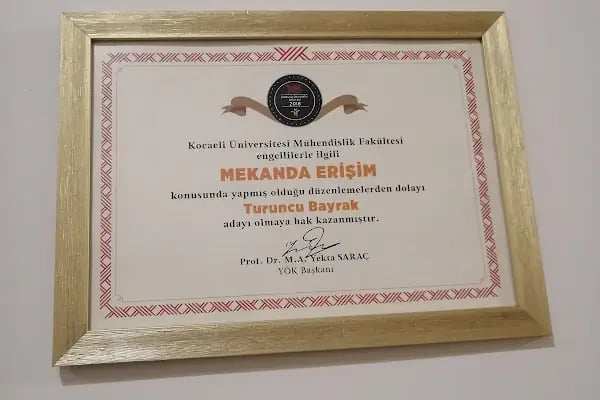 2018
Kocaeli Üniversitesi Mühendislik Fakültesi
engellilerle ilgili
MEKANDA ERİŞİM
konusunda yapmış olduğu düzenlemelerden dolayı
Turuncu Bayrak
adayı olmaya hak kazanmıştır.
Prof. Dr. M.A. Yekta SARAÇ
YÖK Başkanı